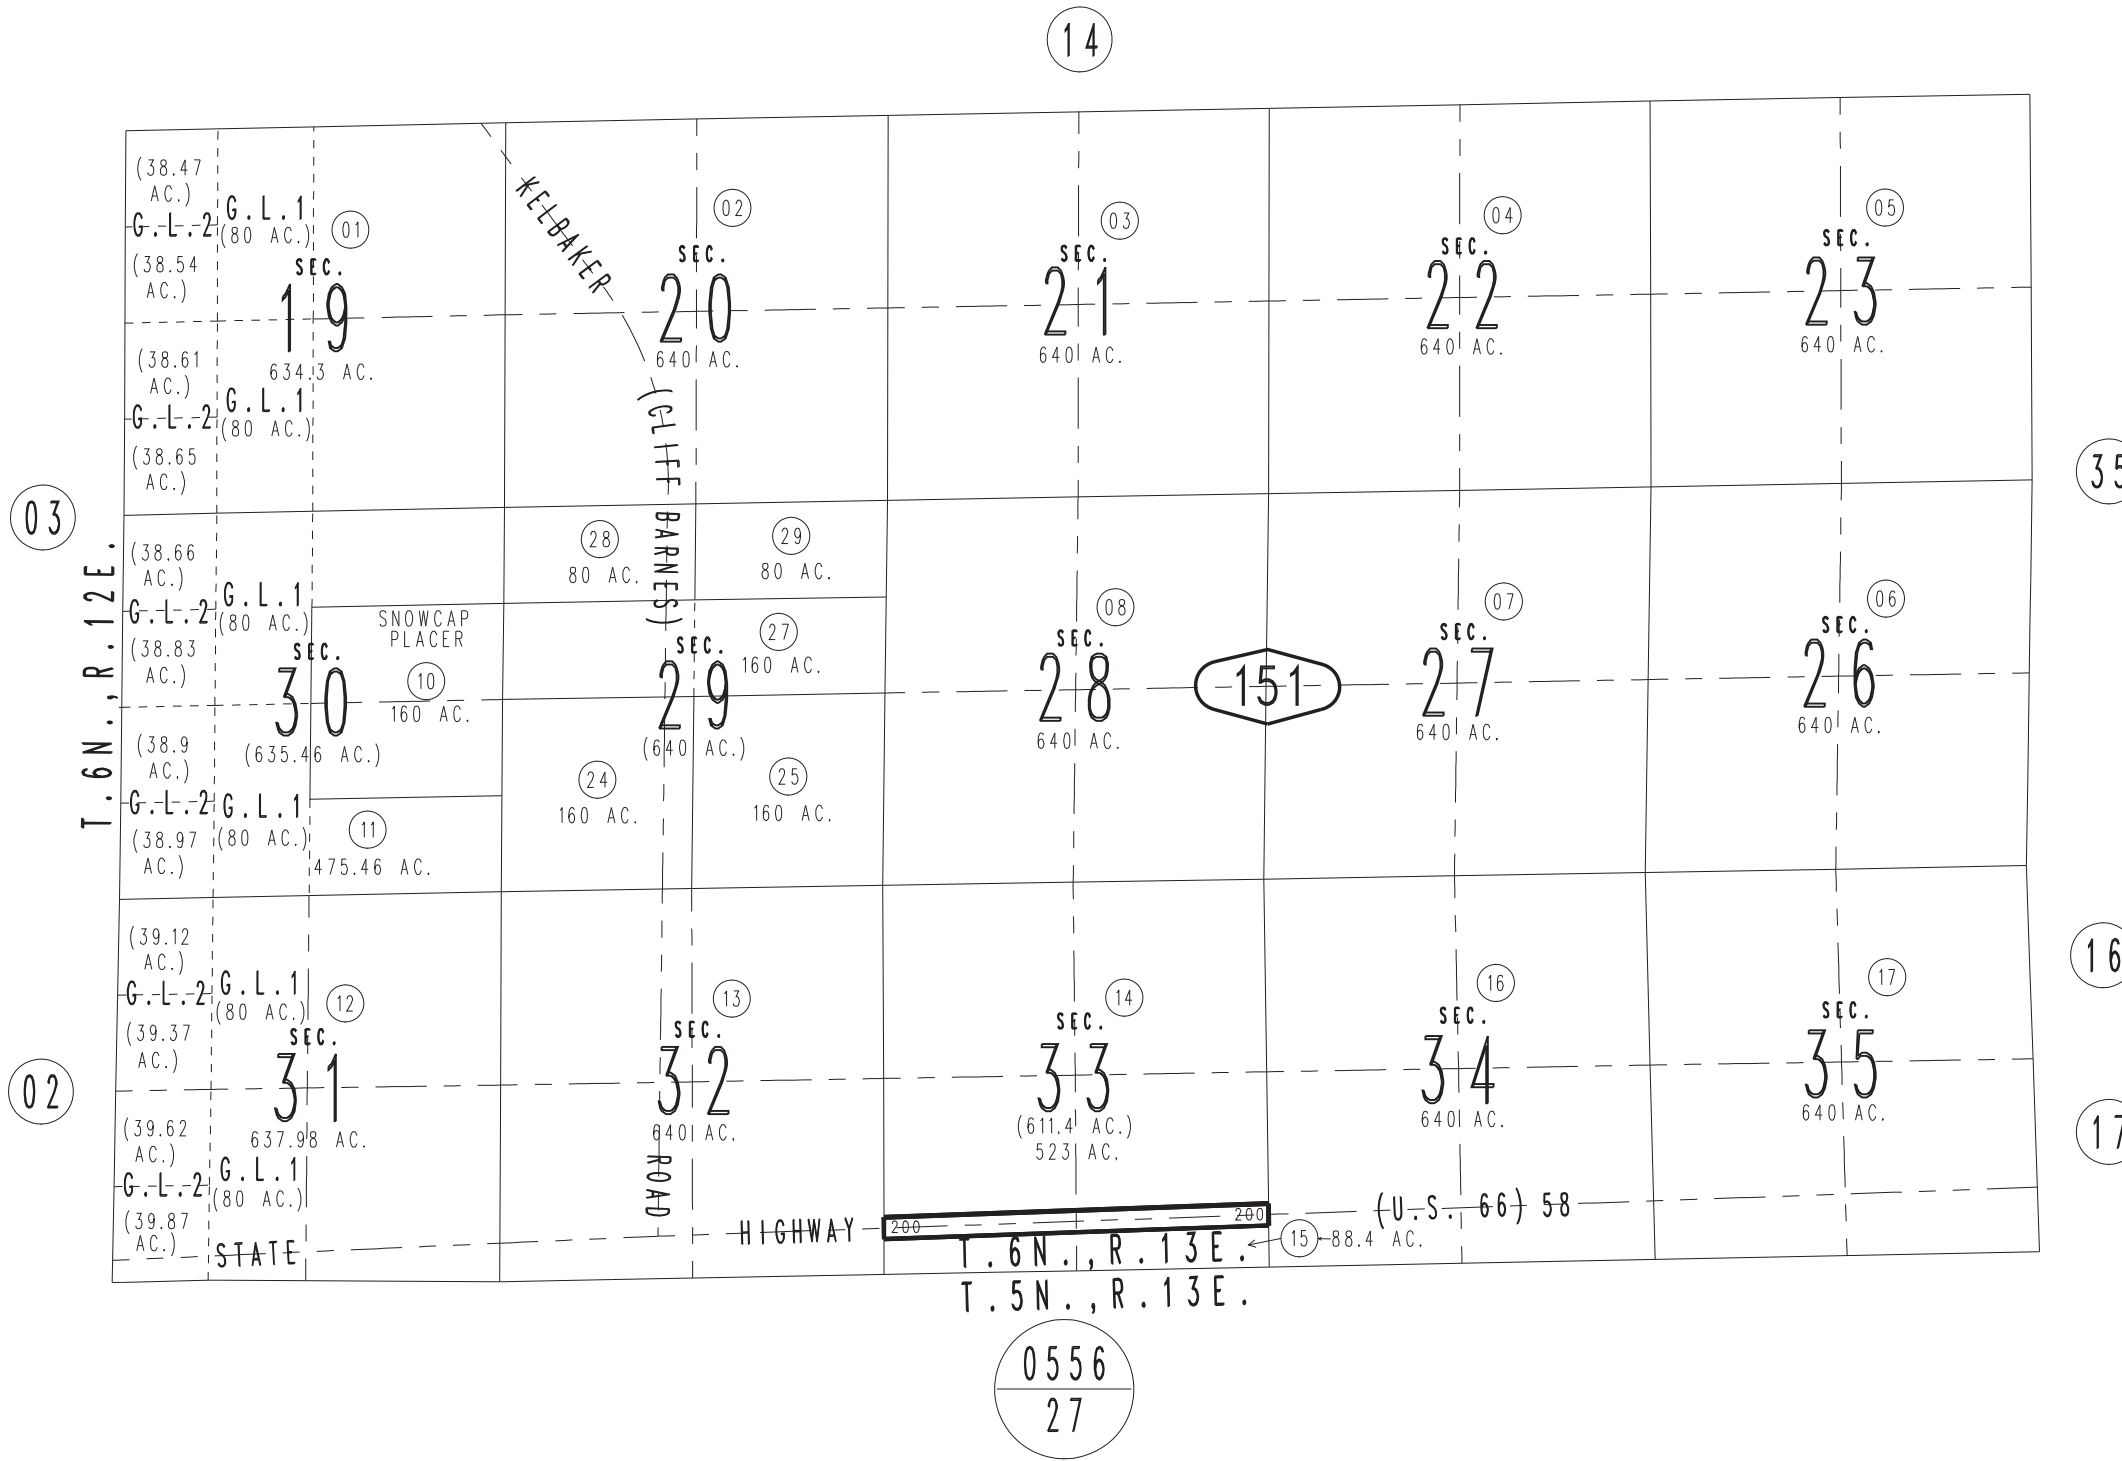 14
(38.47
AC.)
G.L.2
G.L.1
(80 AC.)
01
(38.54
AC.)
SEC.
19
634.3 AC.
(38.61
AC.)
G.L.2
G.L.1
(80 AC.)
(38.65
AC.)
KELBAKER
(CLIFF BARNES)
ROAD
02
SEC.
20
640 AC.
03
SEC.
21
640 AC.
04
SEC.
22
640 AC.
05
SEC.
23
640 AC.
03
35
T.6N.,R.12E.
(38.66
AC.)
G.L.2
G.L.1
(80 AC.)
(38.83
AC.)
SEC.
30
(635.46 AC.)
SNOWCAP
PLACER
10
160 AC.
(38.9
AC.)
G.L.2
G.L.1
(80 AC.)
(38.97
AC.)
11
475.46 AC.
28
80 AC.
29
80 AC.
27
160 AC.
SEC.
29
(640 AC.)
24
160 AC.
25
160 AC.
08
SEC.
28
640 AC.
151
07
SEC.
27
640 AC.
06
SEC.
26
640 AC.
16
(39.12
AC.)
G.L.2
G.L.1
(80 AC.)
12
(39.37
AC.)
SEC.
31
637.98 AC.
(39.62
AC.)
G.L.2
G.L.1
(80 AC.)
(39.87
AC.)
13
SEC.
32
640 AC.
14
SEC.
33
(611.4 AC.)
523 AC.
16
SEC.
34
640 AC.
17
SEC.
35
640 AC.
02
17
STATE HIGHWAY (U.S. 66) 58
200 200
15 88.4 AC.
T.6N.,R.13E.
T.5N.,R.13E.
0556
27